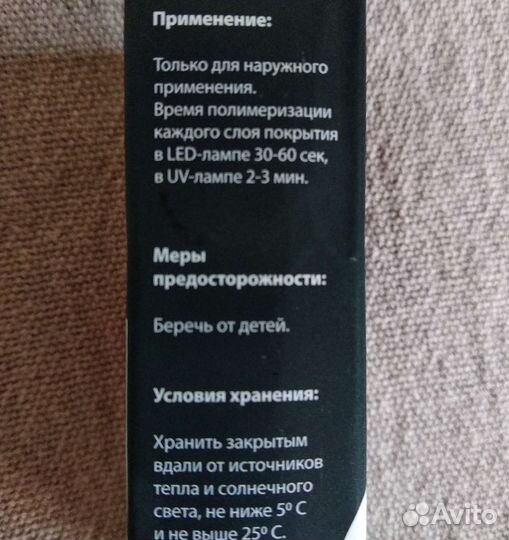 Применение:
Только для наружного
применения.
Время полимеризации
каждого слоя покрытия
в LED-лампе 30-60 сек,
в UV-лампе 2-3 мин.
Меры
предосторожности:
Беречь от детей.
Условия хранения:
Хранить закрытым
вдали от источников
тепла и солнечного
света, не ниже 5º C
и не выше 25º C.
Avito